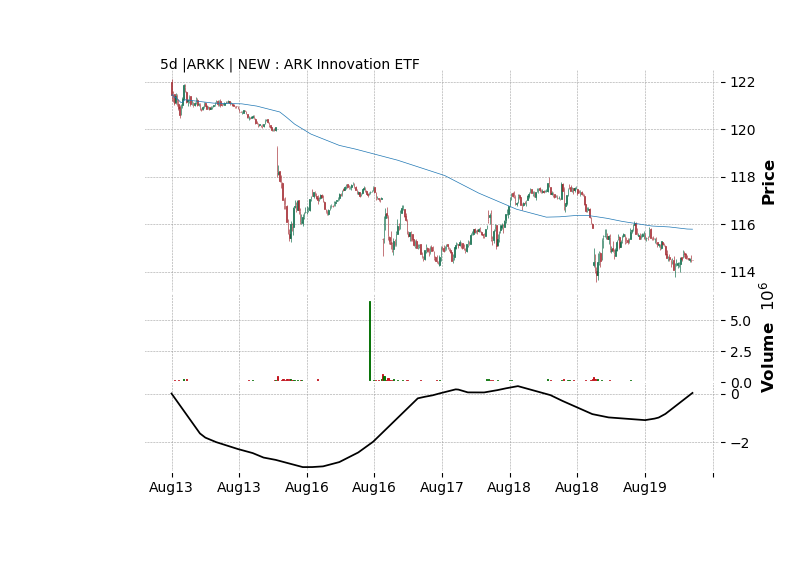 5d |ARKK | NEW : ARK Innovation ETF
122
120
118
116
114
Price
10^6
5.0
2.5
0.0
Volume
0
−2
Aug13 Aug13 Aug16 Aug16 Aug17 Aug18 Aug18 Aug19